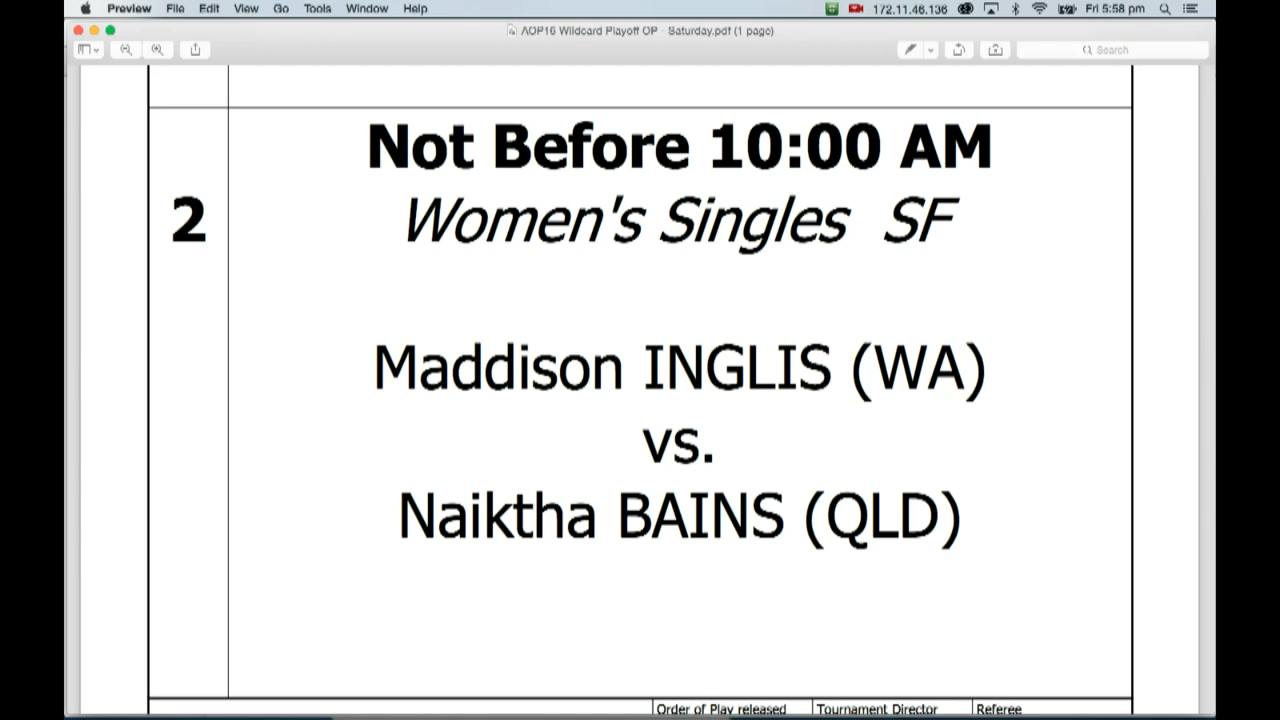 Preview File Edit View Go Tools Window Help 172.11.46.136 Fri 5:58 pm
AOP16 Wildcard Playoff OP - Saturday.pdf (1 page)
Search
Not Before 10:00 AM
2 Women's Singles SF
Maddison INGLIS (WA)
vs.
Naiktha BAINS (QLD)
Order of Play released Tournament Director Referee